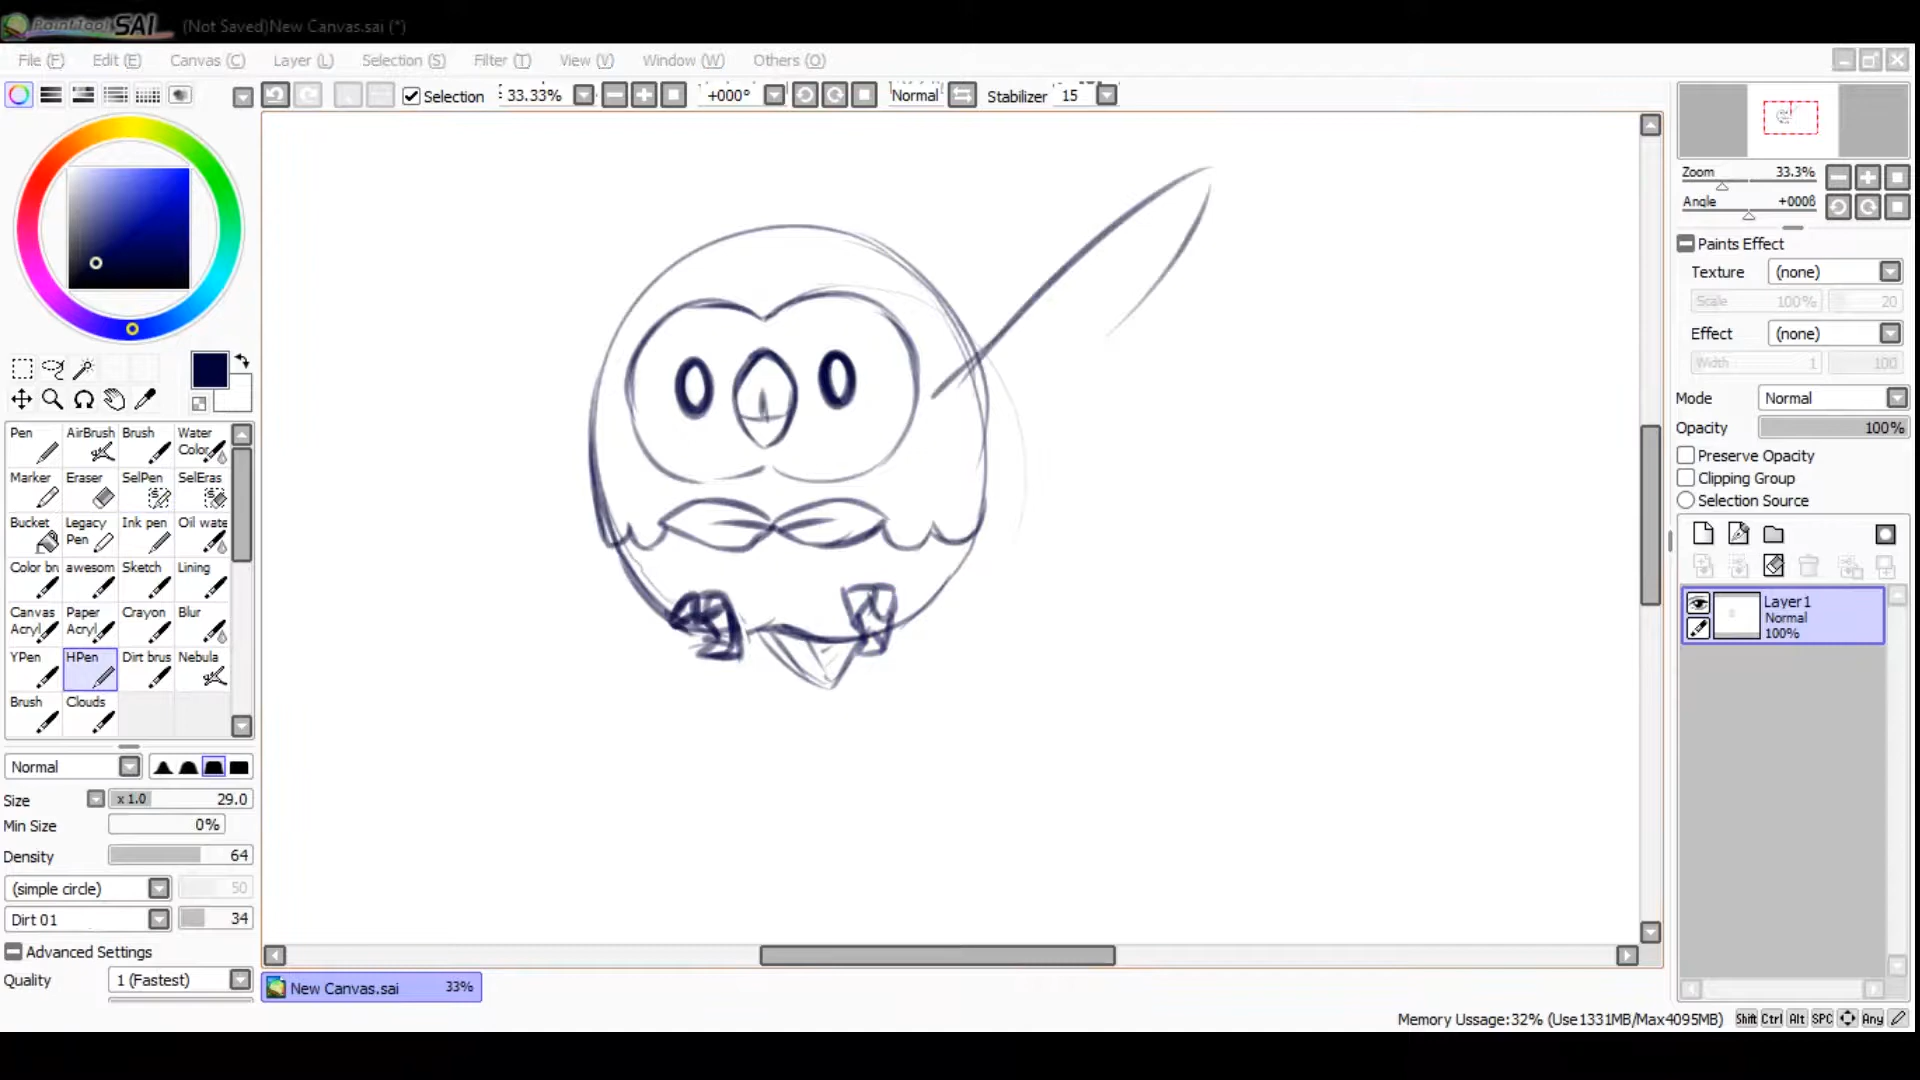 PaintTool SAI (Not Saved)New Canvas.sai (*)
File (F) Edit (E) Canvas (C) Layer (L) Selection (S) Filter (T) View (V) Window (W) Others (O)
Selection 33.33% +000° Normal Stabilizer 15
Zoom 33.3%
Angle
Paints Effect
Texture (none)
Scale 100% 20
Effect (none)
Width 1 100
Mode Normal
Opacity 100%
Preserve Opacity
Clipping Group
Selection Source
Layer1
Normal
100%
Pen AirBrush Brush Water
Color
Marker Eraser SelPen SelEras
Bucket Legacy Ink pen Oil wate
Pen
Color br awesom Sketch Lining
Canvas Paper Crayon Blur
Acryl Acryl
YPen HPen Dirt brus Nebula
Brush Clouds
Normal
Size x 1.0 29.0
Min Size 0%
Density 64
(simple circle) 50
Dirt 01 34
Advanced Settings
Quality 1 (Fastest)
New Canvas.sai 33%
Memory Ussage:32% (Use1331MB/Max4095MB) Shift Ctrl Alt SPC Any